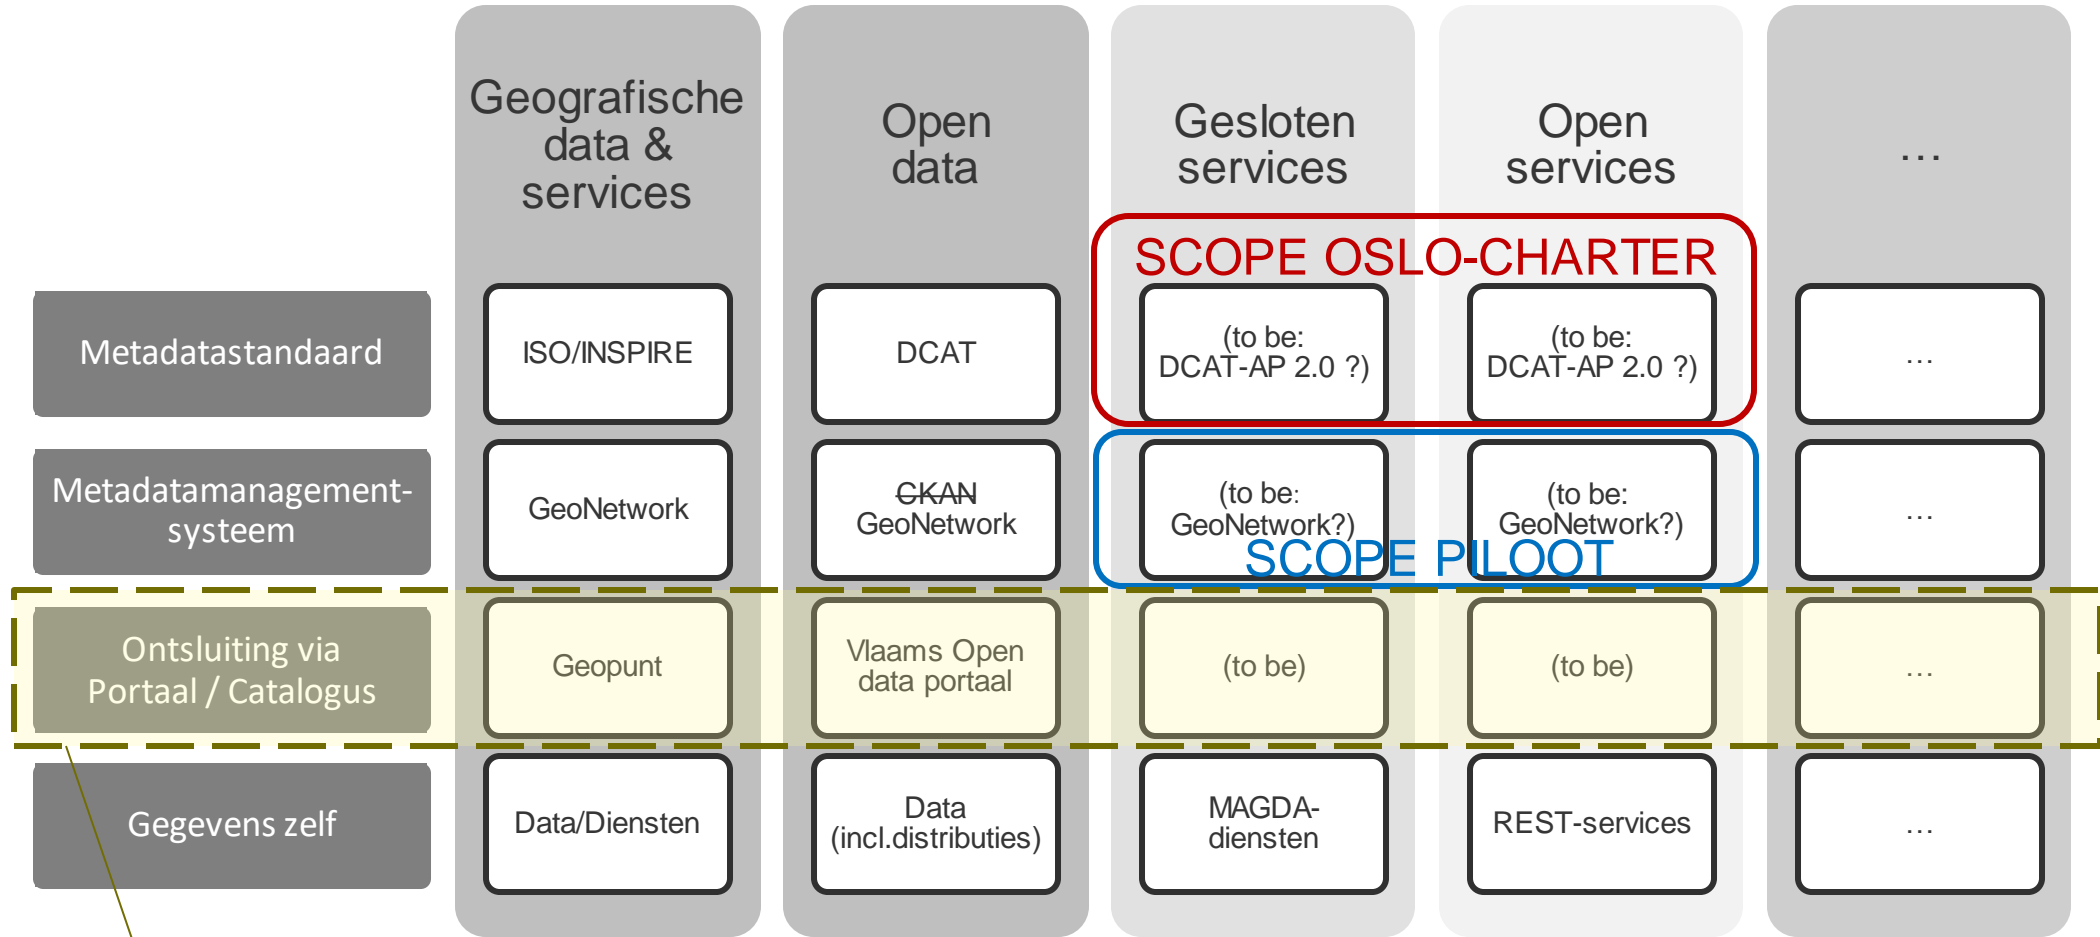 Geografische
data &
services
Open
data
Gesloten
services
Open
services
...
SCOPE OSLO-CHARTER
Metadatastandaard
ISO/INSPIRE
DCAT
(to be:
DCAT-AP 2.0 ?)
(to be:
DCAT-AP 2.0 ?)
...
Metadatamanagement-
systeem
GeoNetwork
CKAN
GeoNetwork
(to be:
GeoNetwork?)
(to be:
GeoNetwork?)
...
SCOPE PILOOT
Ontsluiting via
Portaal / Catalogus
Geopunt
Vlaams Open
data portaal
(to be)
(to be)
...
Gegevens zelf
Data/Diensten
Data
(incl.distributies)
MAGDA-
diensten
REST-services
...